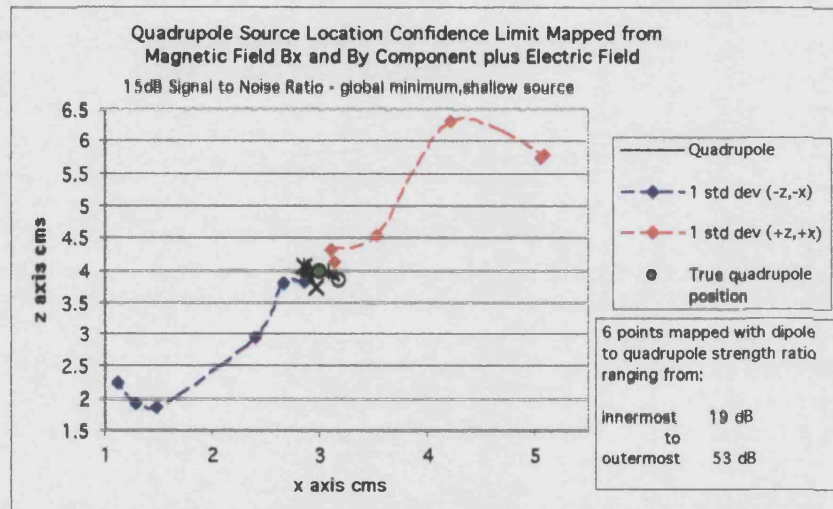 Quadrupole Source Location Confidence Limit Mapped from
Magnetic Field Bx and By Component plus Electric Field
15dB Signal to Noise Ratio - global minimum,shallow source
6.5
6
5.5
5
4.5
4
3.5
3
2.5
2
1.5
z axis cms
1
2
3
4
5
x axis cms
Quadrupole
1 std dev (-z,-x)
1 std dev (+z,+x)
True quadrupole
position
6 points mapped with dipole
to quadrupole strength ratio
ranging from:
innermost 19 dB
to
outermost 53 dB